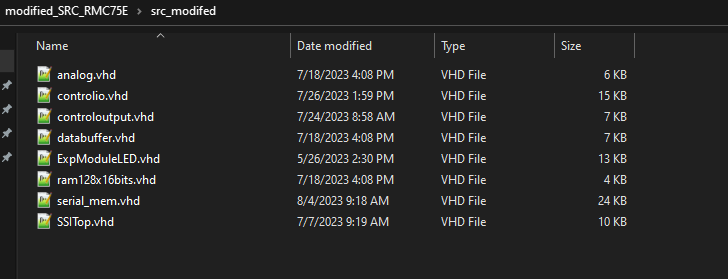 modified_SRC_RMC75E > src_modifed
Name Date modified Type Size
analog.vhd 7/18/2023 4:08 PM VHD File 6 KB
controlio.vhd 7/26/2023 1:59 PM VHD File 15 KB
controloutput.vhd 7/24/2023 8:58 AM VHD File 7 KB
databuffer.vhd 7/18/2023 4:08 PM VHD File 7 KB
ExpModuleLED.vhd 5/26/2023 2:30 PM VHD File 13 KB
ram128x16bits.vhd 7/18/2023 4:08 PM VHD File 4 KB
serial_mem.vhd 8/4/2023 9:18 AM VHD File 24 KB
SSITop.vhd 7/7/2023 9:19 AM VHD File 10 KB